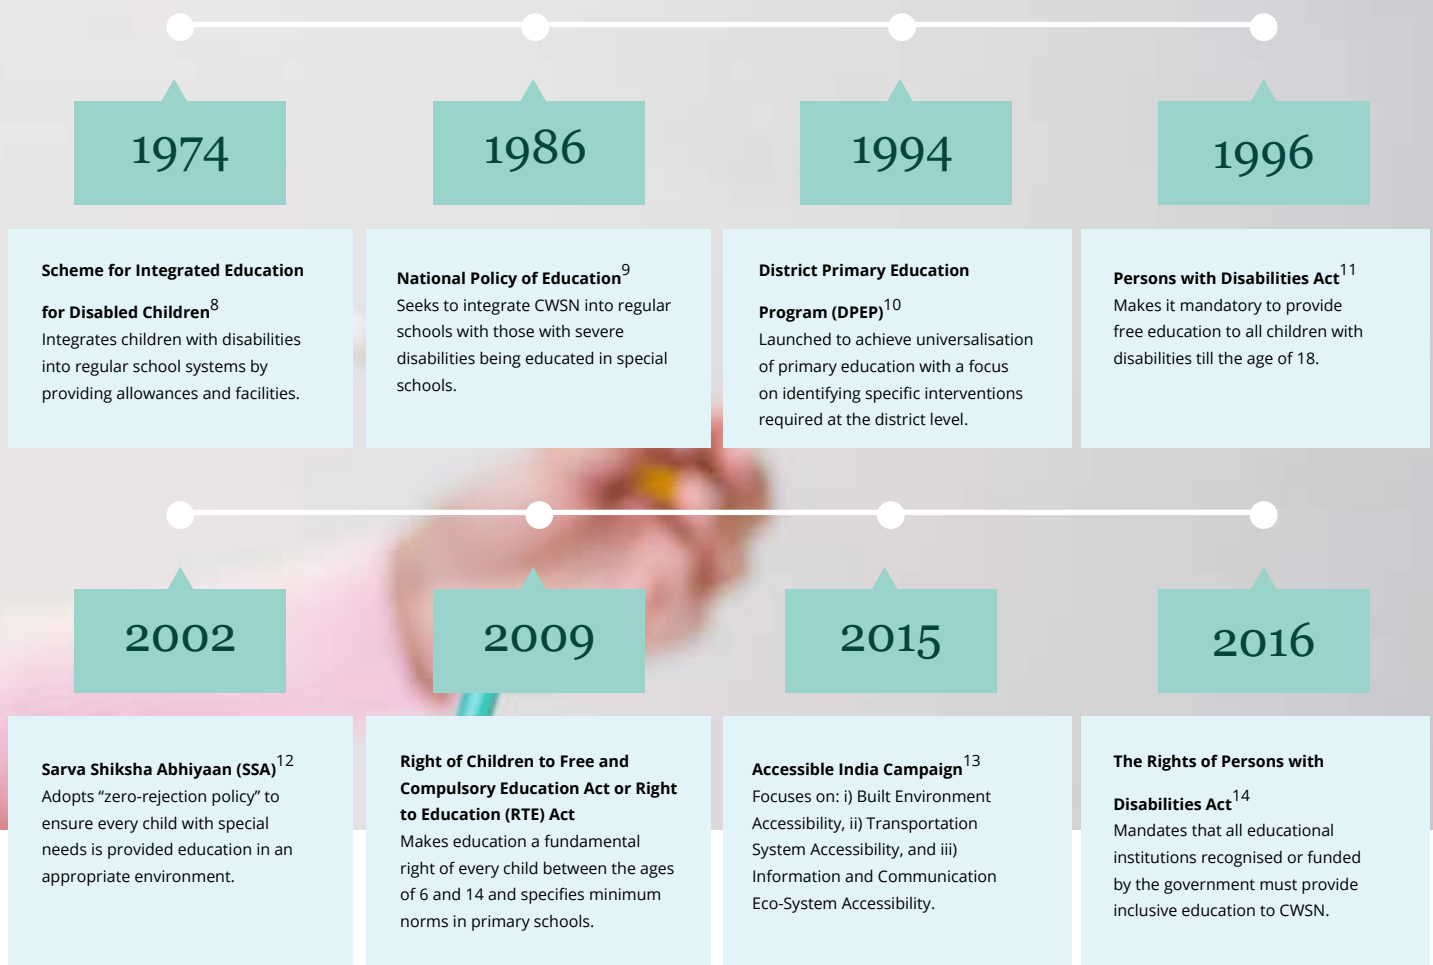 1974
1986
1994
1996
Scheme for Integrated Education
for Disabled Children8
Integrates children with disabilities
into regular school systems by
providing allowances and facilities.
National Policy of Education9
Seeks to integrate CWSN into regular
schools with those with severe
disabilities being educated in special
schools.
District Primary Education
Program (DPEP)10
Launched to achieve universalisation
of primary education with a focus
on identifying specific interventions
required at the district level.
Persons with Disabilities Act11
Makes it mandatory to provide
free education to all children with
disabilities till the age of 18.
2002
2009
2015
2016
Sarva Shiksha Abhiyaan (SSA)12
Adopts “zero-rejection policy” to
ensure every child with special
needs is provided education in an
appropriate environment.
Right of Children to Free and
Compulsory Education Act or Right
to Education (RTE) Act
Makes education a fundamental
right of every child between the ages
of 6 and 14 and specifies minimum
norms in primary schools.
Accessible India Campaign13
Focuses on: i) Built Environment
Accessibility, ii) Transportation
System Accessibility, and iii)
Information and Communication
Eco-System Accessibility.
The Rights of Persons with
Disabilities Act14
Mandates that all educational
institutions recognised or funded
by the government must provide
inclusive education to CWSN.